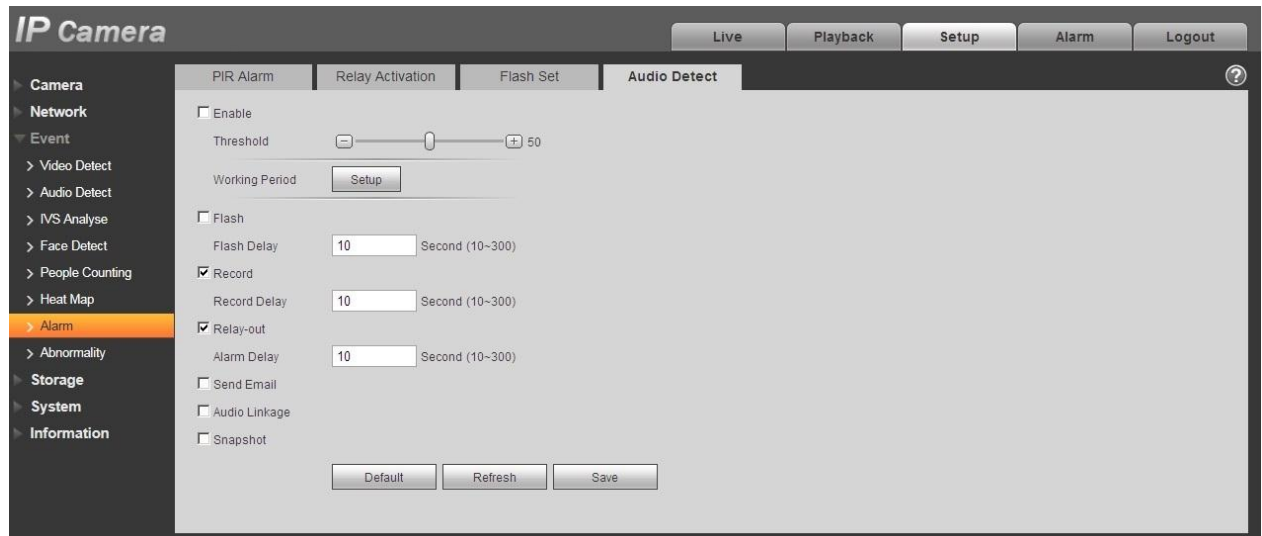 IP Camera
Live Playback Setup Alarm Logout
Camera
Network
Event
Video Detect
Audio Detect
IVS Analyse
Face Detect
People Counting
Heat Map
Alarm
Abnormality
Storage
System
Information
PIR Alarm Relay Activation Flash Set Audio Detect ?
Enable
Threshold 50
Working Period Setup
Flash
Flash Delay 10 Second (10~300)
Record
Record Delay 10 Second (10~300)
Relay-out
Alarm Delay 10 Second (10~300)
Send Email
Audio Linkage
Snapshot
Default Refresh Save